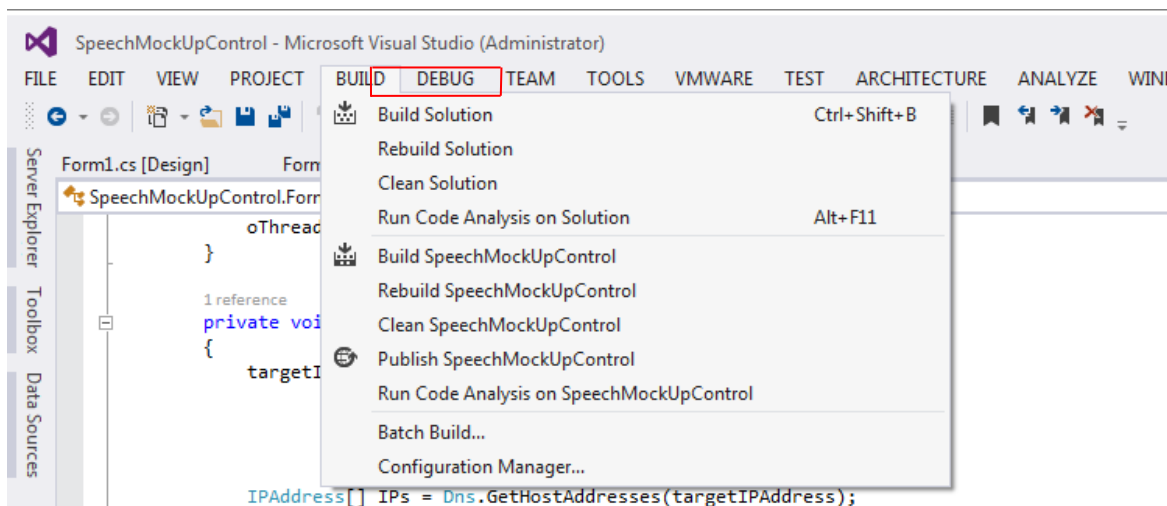 SpeechMockUpControl - Microsoft Visual Studio (Administrator)
FILE EDIT VIEW PROJECT BUILD DEBUG TEAM TOOLS VMWARE TEST ARCHITECTURE ANALYZE
Build Solution Ctrl+Shift+B
Rebuild Solution
Clean Solution
Run Code Analysis on Solution Alt+F11
Build SpeechMockUpControl
Rebuild SpeechMockUpControl
Clean SpeechMockUpControl
Publish SpeechMockUpControl
Run Code Analysis on SpeechMockUpControl
Batch Build...
Configuration Manager...
Server Explorer
Toolbox
Data Sources
Form1.cs [Design] Form
SpeechMockUpControl.Forr
oThread
}
1 reference
private voi
{
targetI
IPAddress[] IPs = Dns.GetHostAddresses(targetIPAddress);